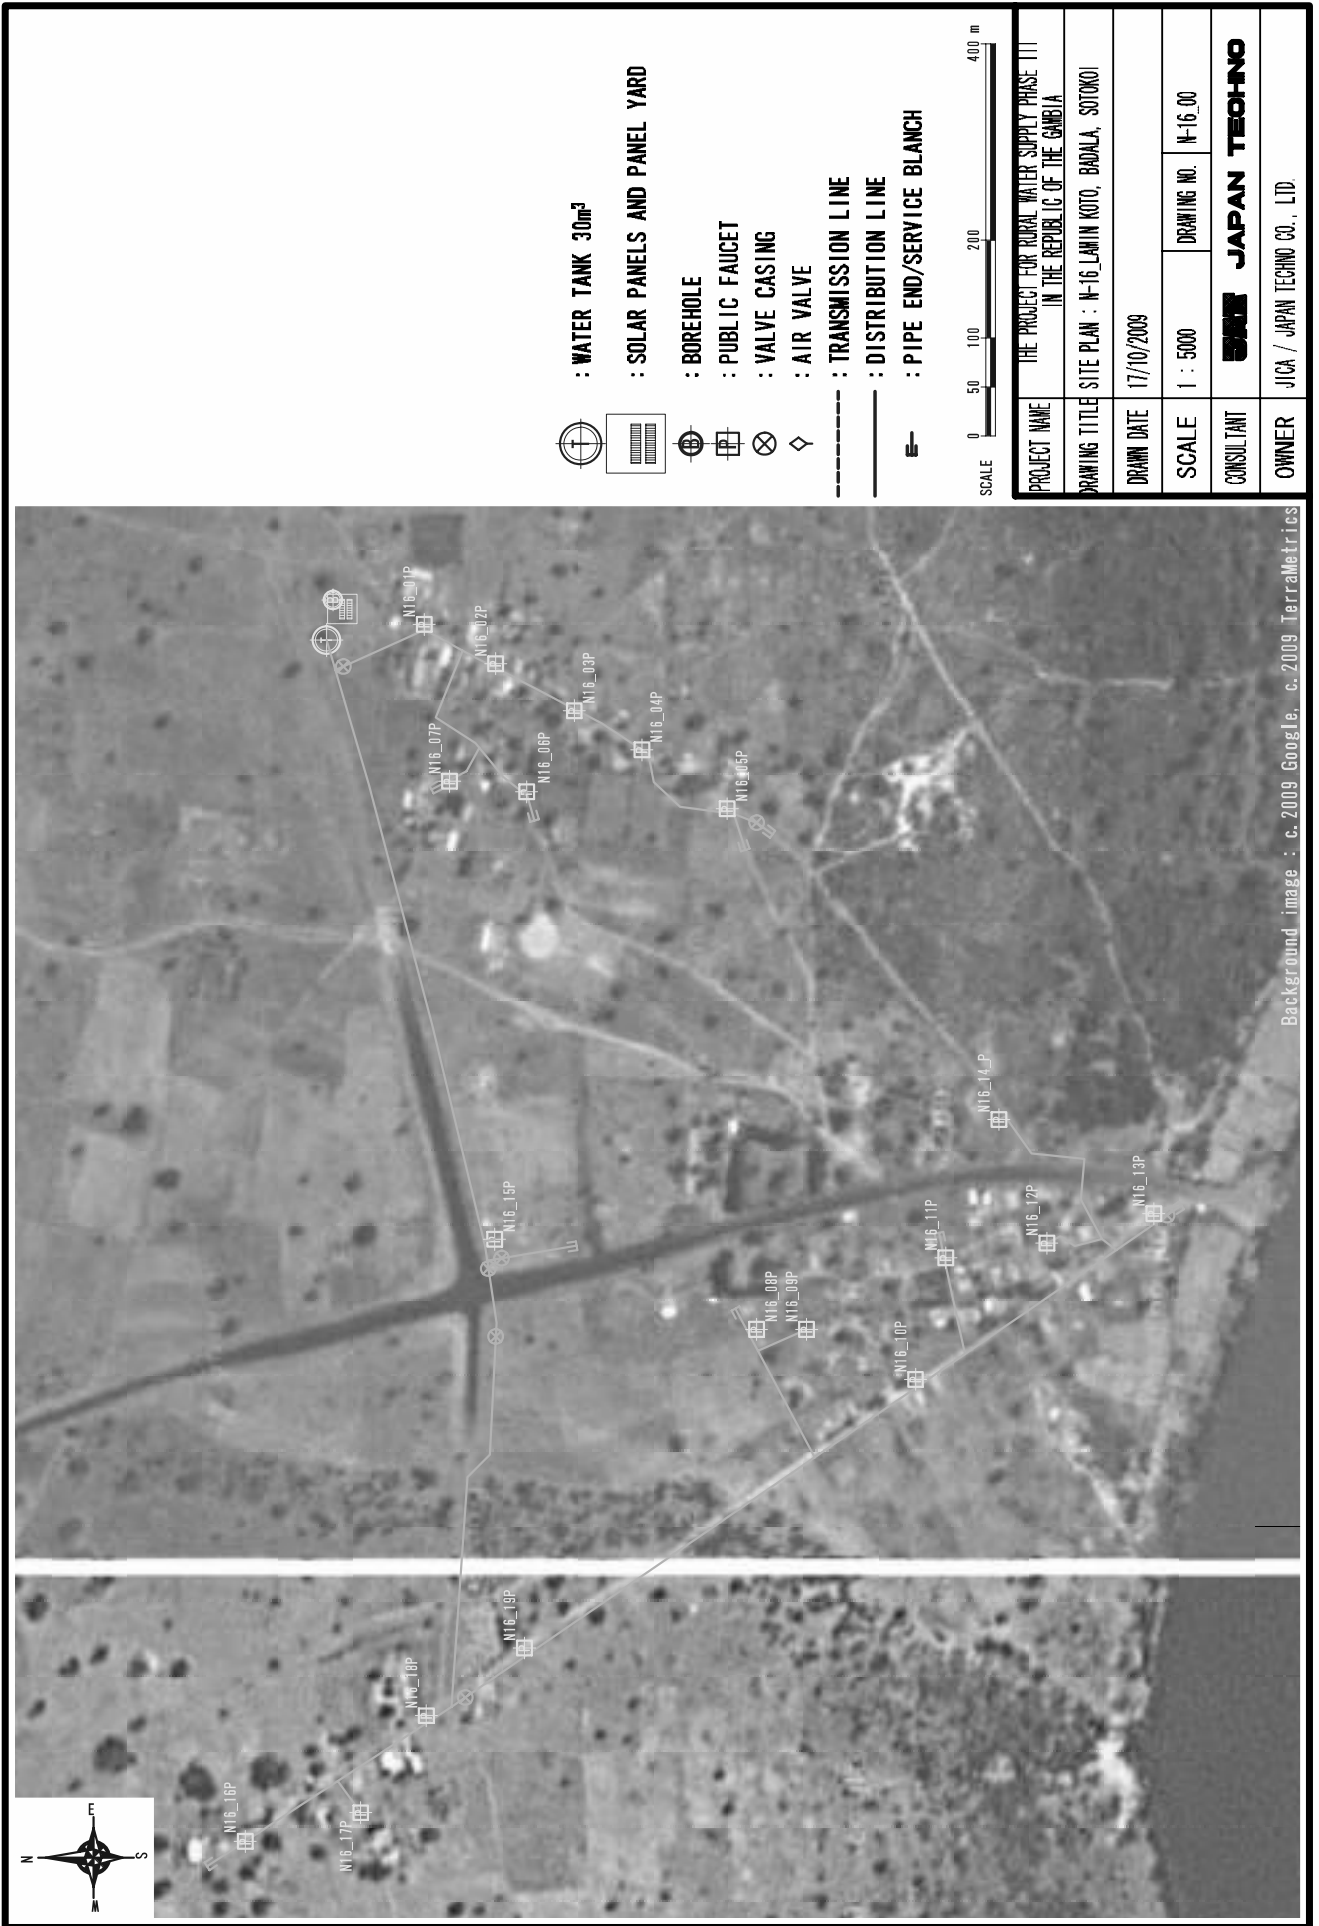 N
E
S
W
N16_16P
N16_17P
N16_18P
N16_19P
N16_15P
N16_08P
N16_09P
N16_10P
N16_11P
N16_12P
N16_13P
N16_14_P
N16_07P
N16_06P
N16_05P
N16_04P
N16_03P
N16_02P
N16_01P
T
B
Background image : c. 2009 Google, c. 2009 TerraMetrics
T : WATER TANK 30m³
: SOLAR PANELS AND PANEL YARD
B : BOREHOLE
P : PUBLIC FAUCET
: VALVE CASING
: AIR VALVE
: TRANSMISSION LINE
: DISTRIBUTION LINE
: PIPE END/SERVICE BLANCH
SCALE 0 50 100 200 400 m
PROJECT NAME THE PROJECT FOR RURAL WATER SUPPLY PHASE III
IN THE REPUBLIC OF THE GAMBIA
DRAWING TITLE SITE PLAN : N-16_LAMIN KOTO, BADALA, SOTOKOI
DRAWN DATE 17/10/2009
SCALE 1 : 5000 DRAWING NO. N-16_00
CONSULTANT JAPAN TECHNO
OWNER JICA / JAPAN TECHNO CO., LTD.